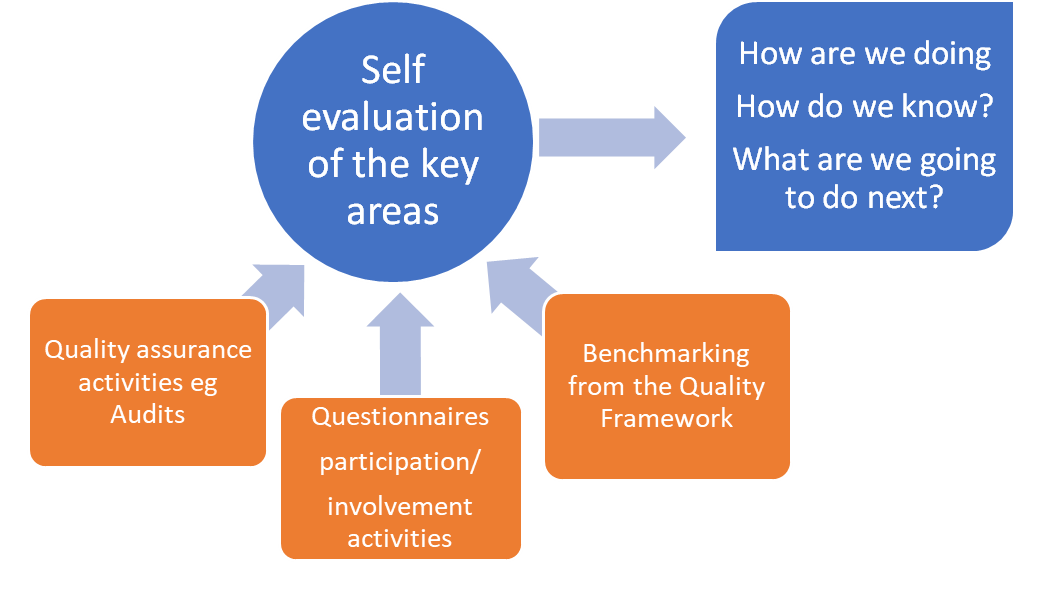 Self
evaluation
of the key
areas
How are we doing
How do we know?
What are we going
to do next?
Quality assurance
activities eg
Audits
Questionnaires
participation/
involvement
activities
Benchmarking
from the Quality
Framework